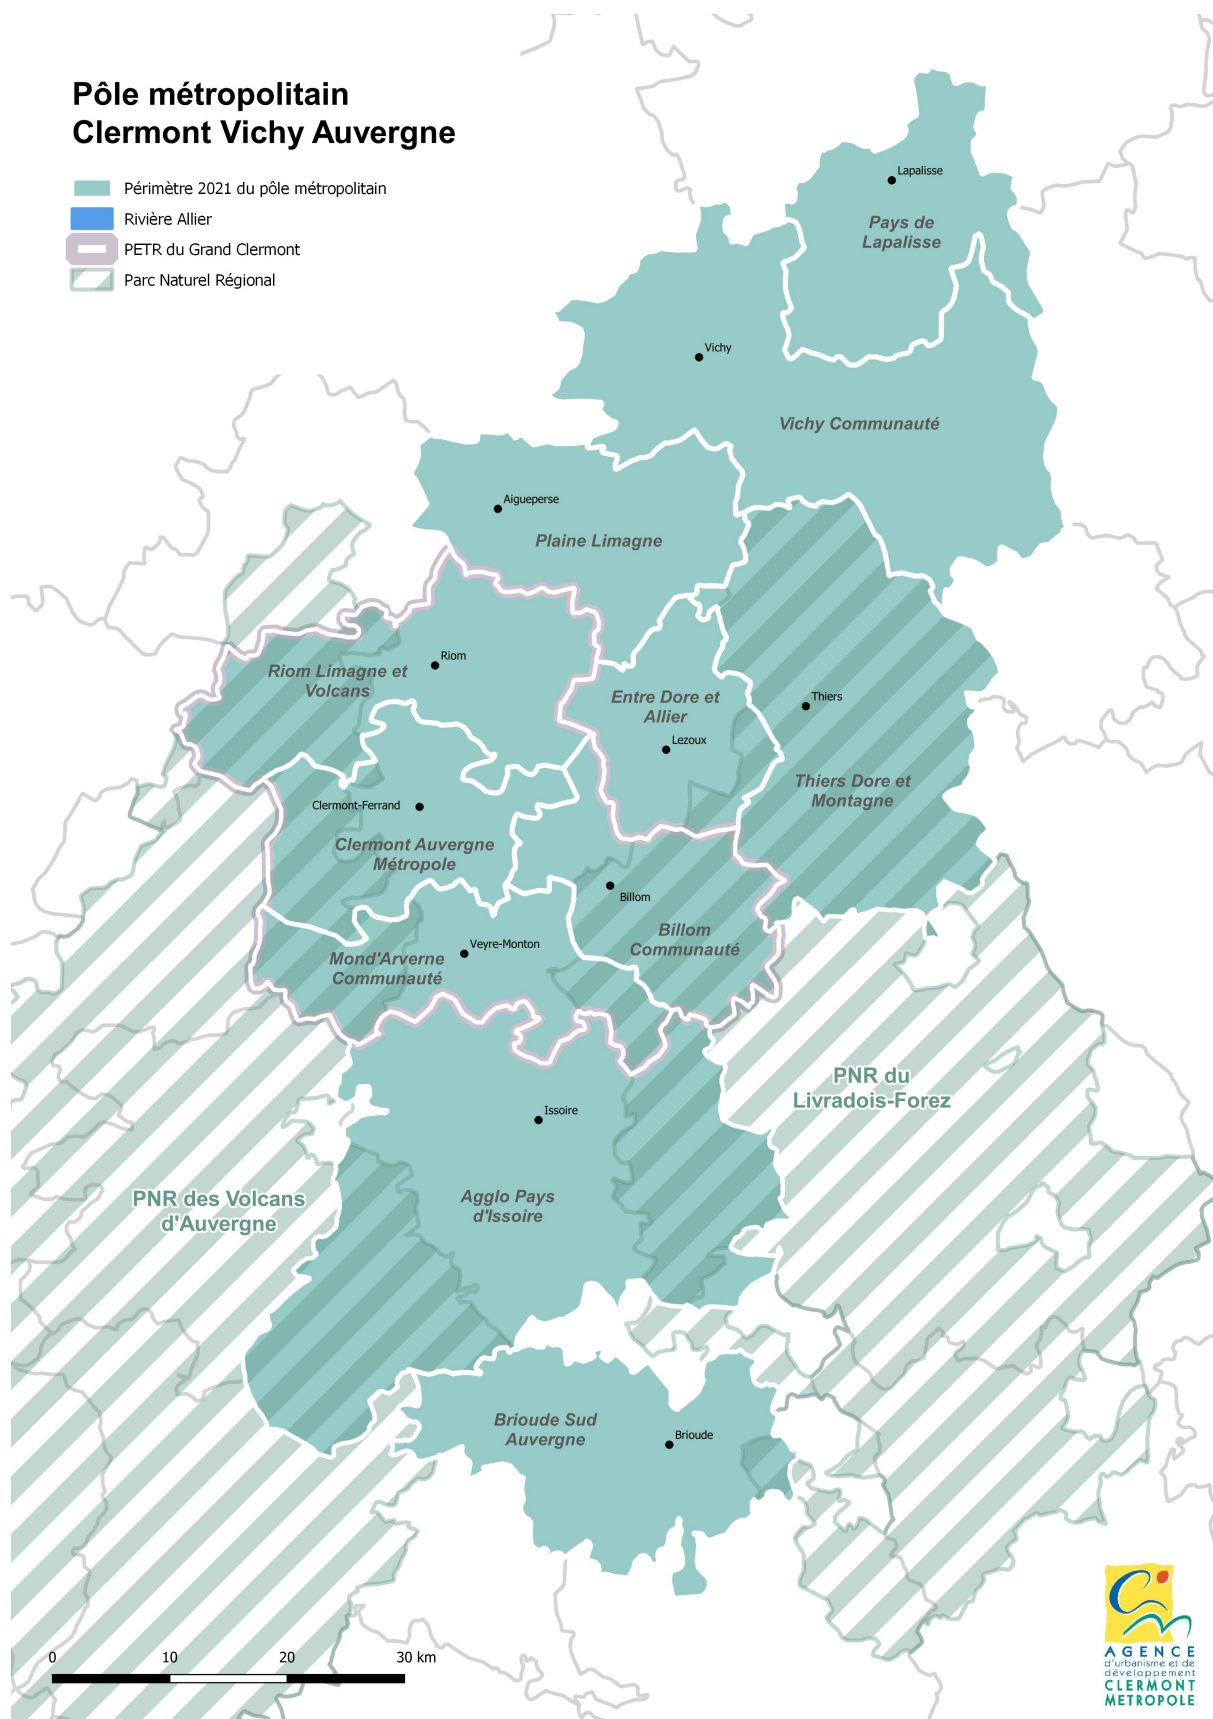 Pôle métropolitain
Clermont Vichy Auvergne
Périmètre 2021 du pôle métropolitain
Rivière Allier
PETR du Grand Clermont
Parc Naturel Régional
Lapalisse
Pays de
Lapalisse
Vichy
Vichy Communauté
Aigueperse
Plaine Limagne
Riom
Riom Limagne et
Volcans
Entre Dore et
Allier
Lezoux
Thiers
Thiers Dore et
Montagne
Clermont-Ferrand
Clermont Auvergne
Métropole
Billom
Billom
Communauté
Veyre-Monton
Mond'Arverne
Communauté
PNR du
Livradois-Forez
Issoire
Agglo Pays
d'Issoire
PNR des Volcans
d'Auvergne
Brioude Sud
Auvergne
Brioude
0 10 20 30 km
AGENCE
d'urbanisme et de
développement
CLERMONT
METROPOLE